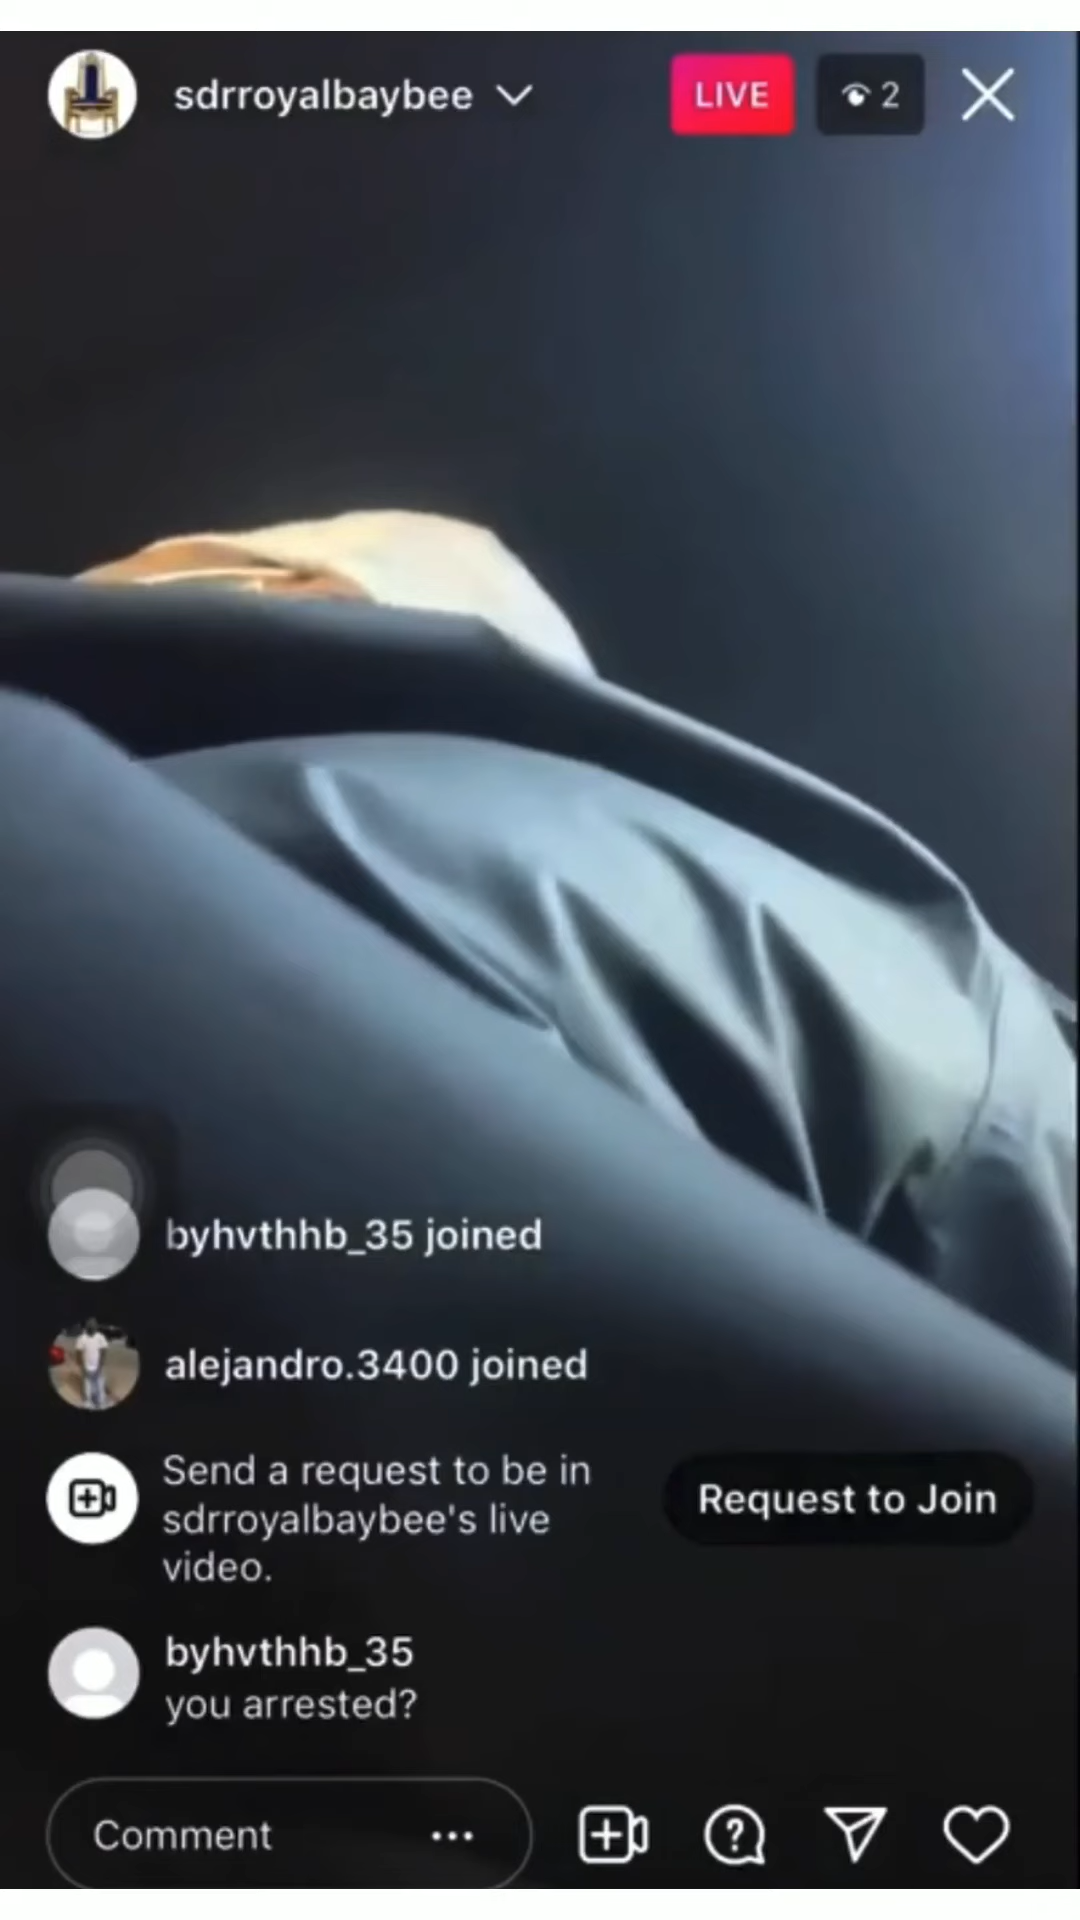 sdrroyalbaybee
LIVE
2
byhvthhb_35 joined
alejandro.3400 joined
Send a request to be in
sdrroyalbaybee's live
video.
Request to Join
byhvthhb_35
you arrested?
Comment